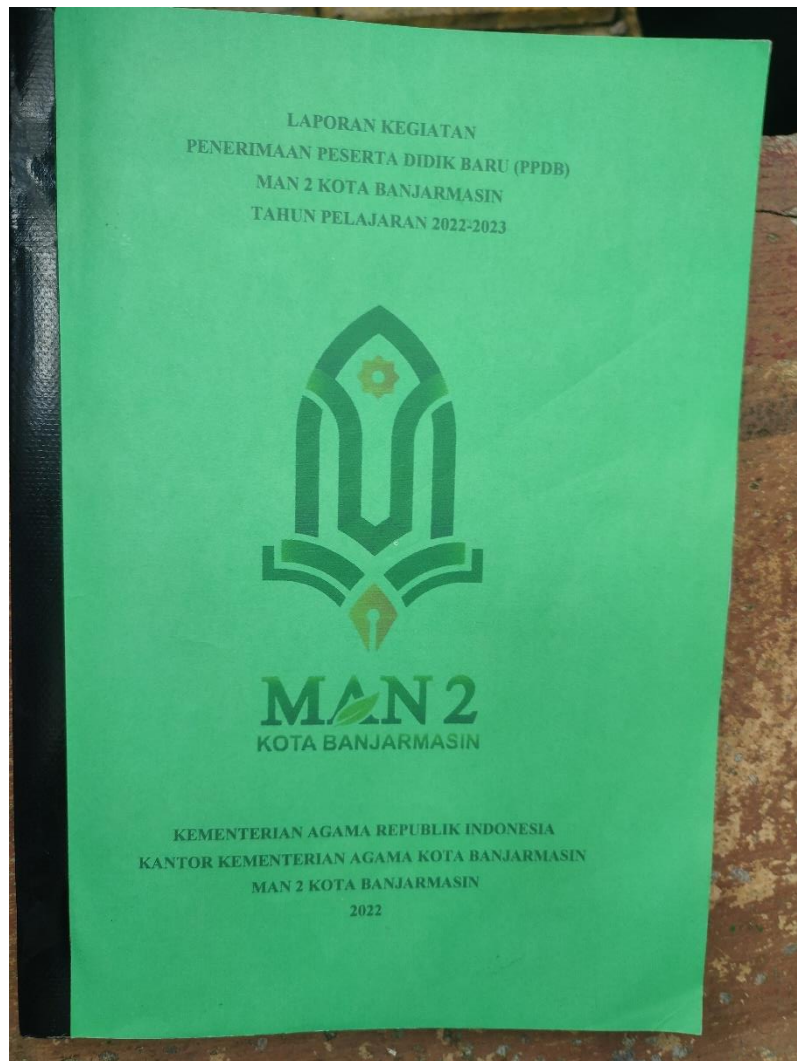 LAPORAN KEGIATAN
PENERIMAAN PESERTA DIDIK BARU (PPDB)
MAN 2 KOTA BANJARMASIN
TAHUN PELAJARAN 2022-2023
MAN 2
KOTA BANJARMASIN
KEMENTERIAN AGAMA REPUBLIK INDONESIA
KANTOR KEMENTERIAN AGAMA KOTA BANJARMASIN
MAN 2 KOTA BANJARMASIN
2022